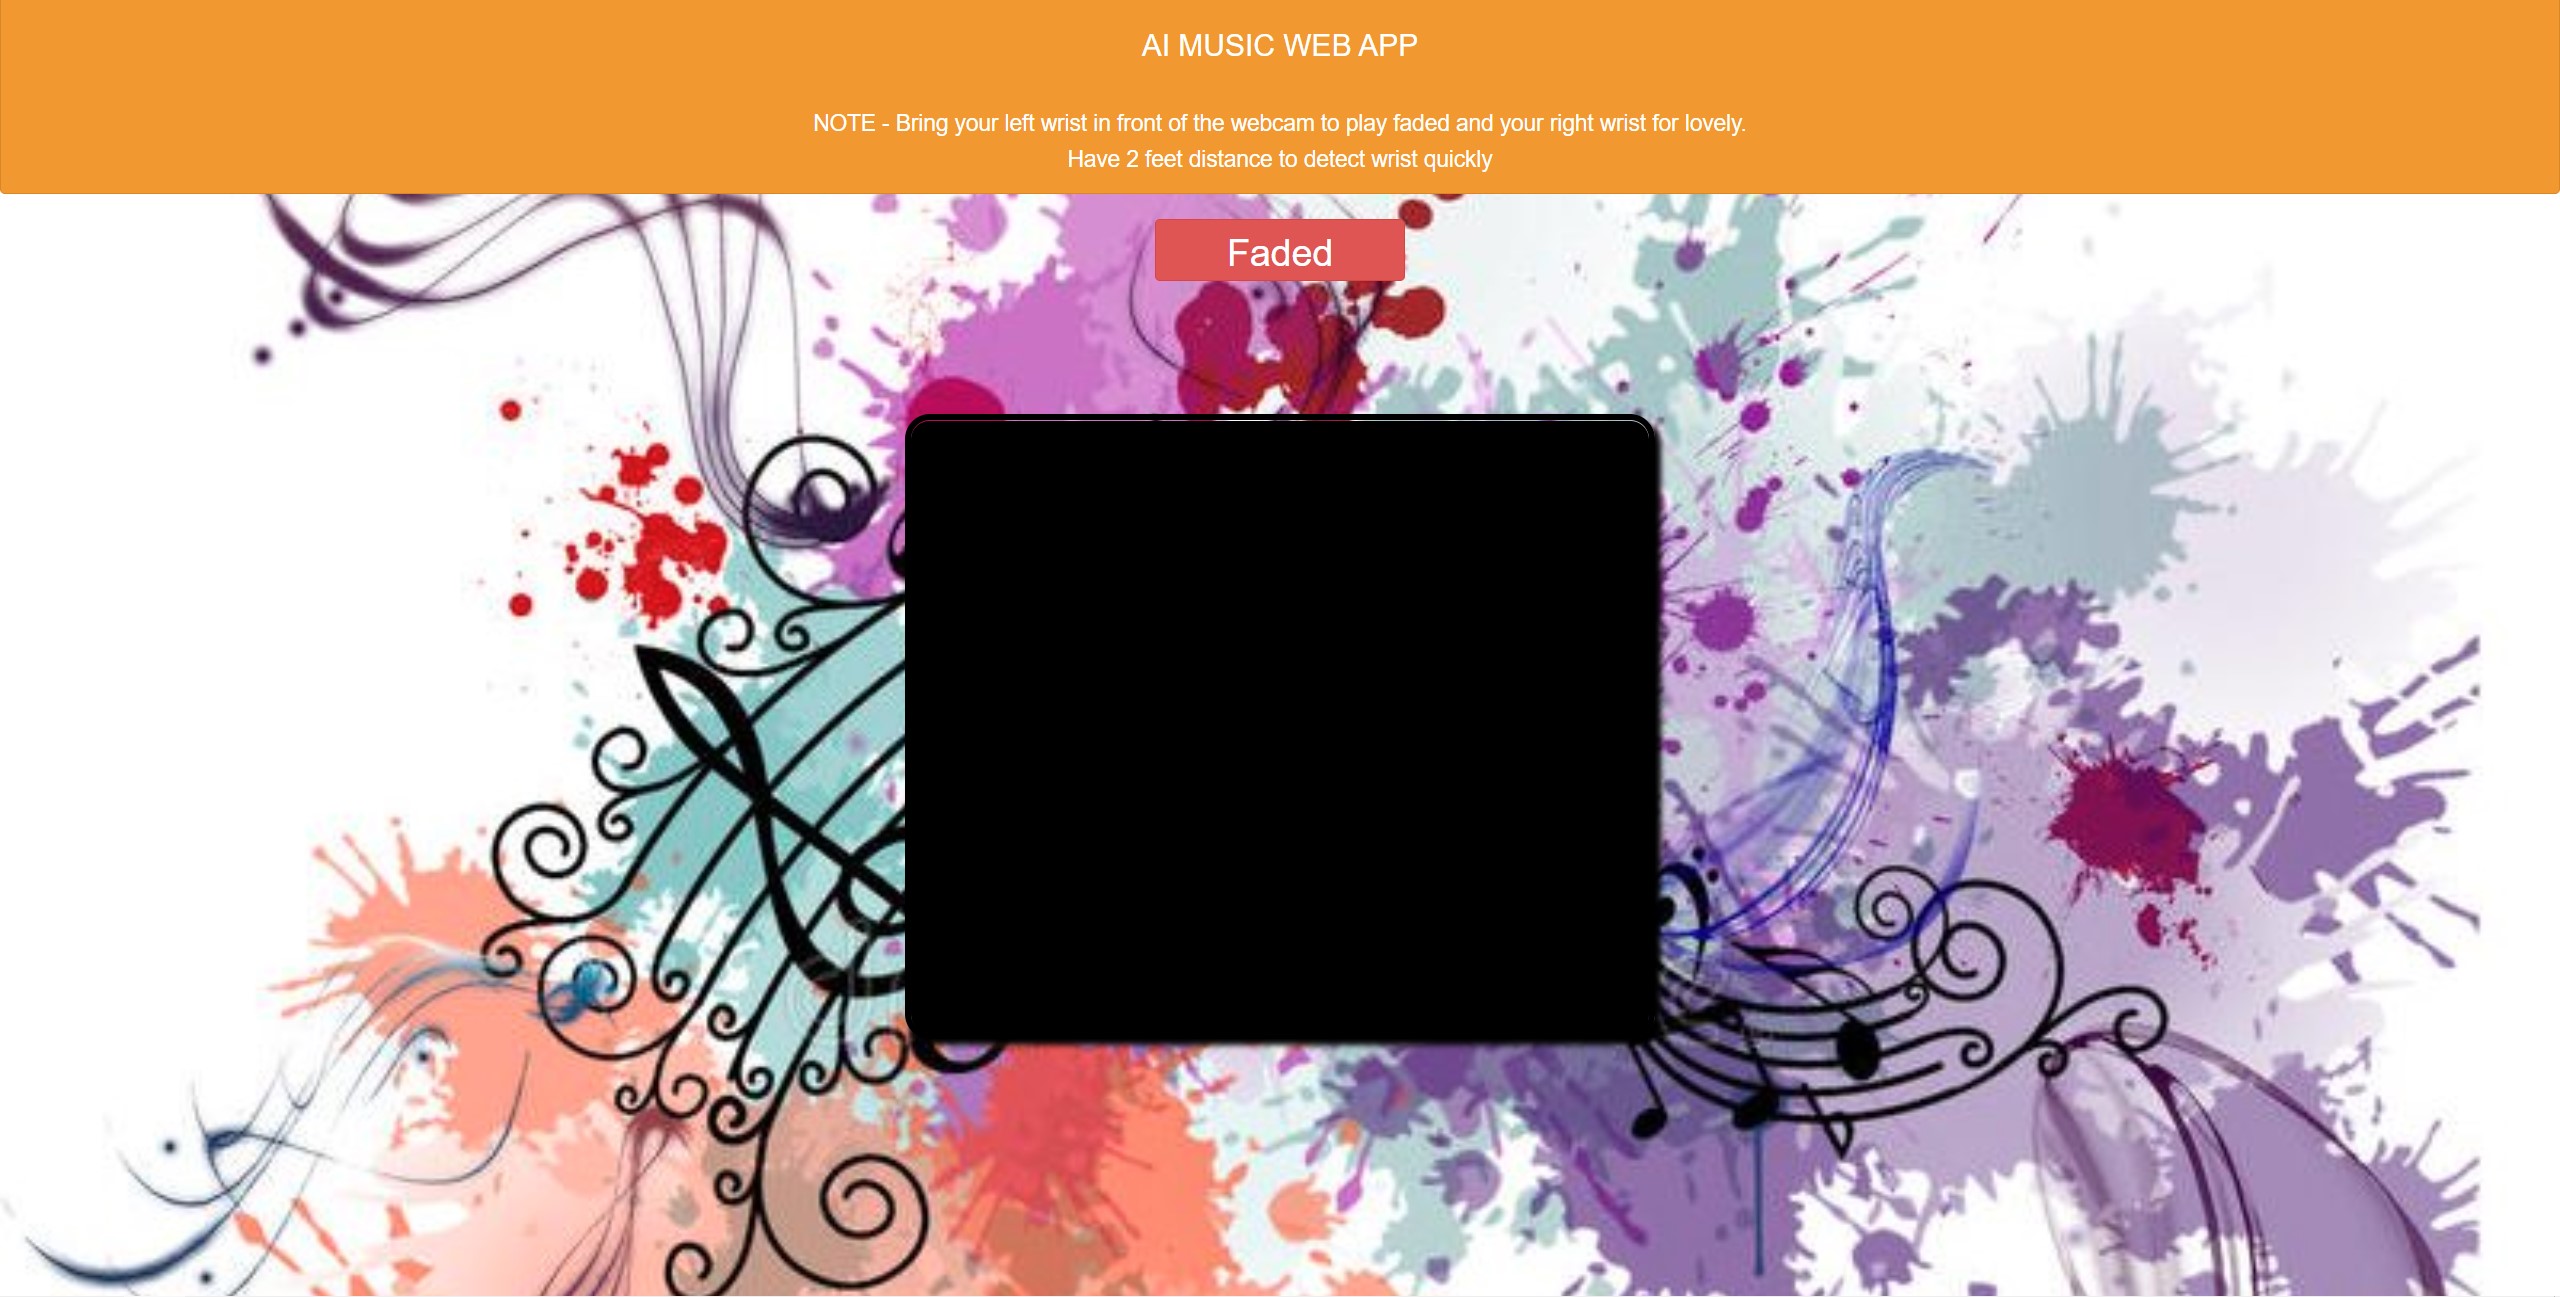 AI MUSIC WEB APP
NOTE - Bring your left wrist in front of the webcam to play faded and your right wrist for lovely.
Have 2 feet distance to detect wrist quickly
Faded